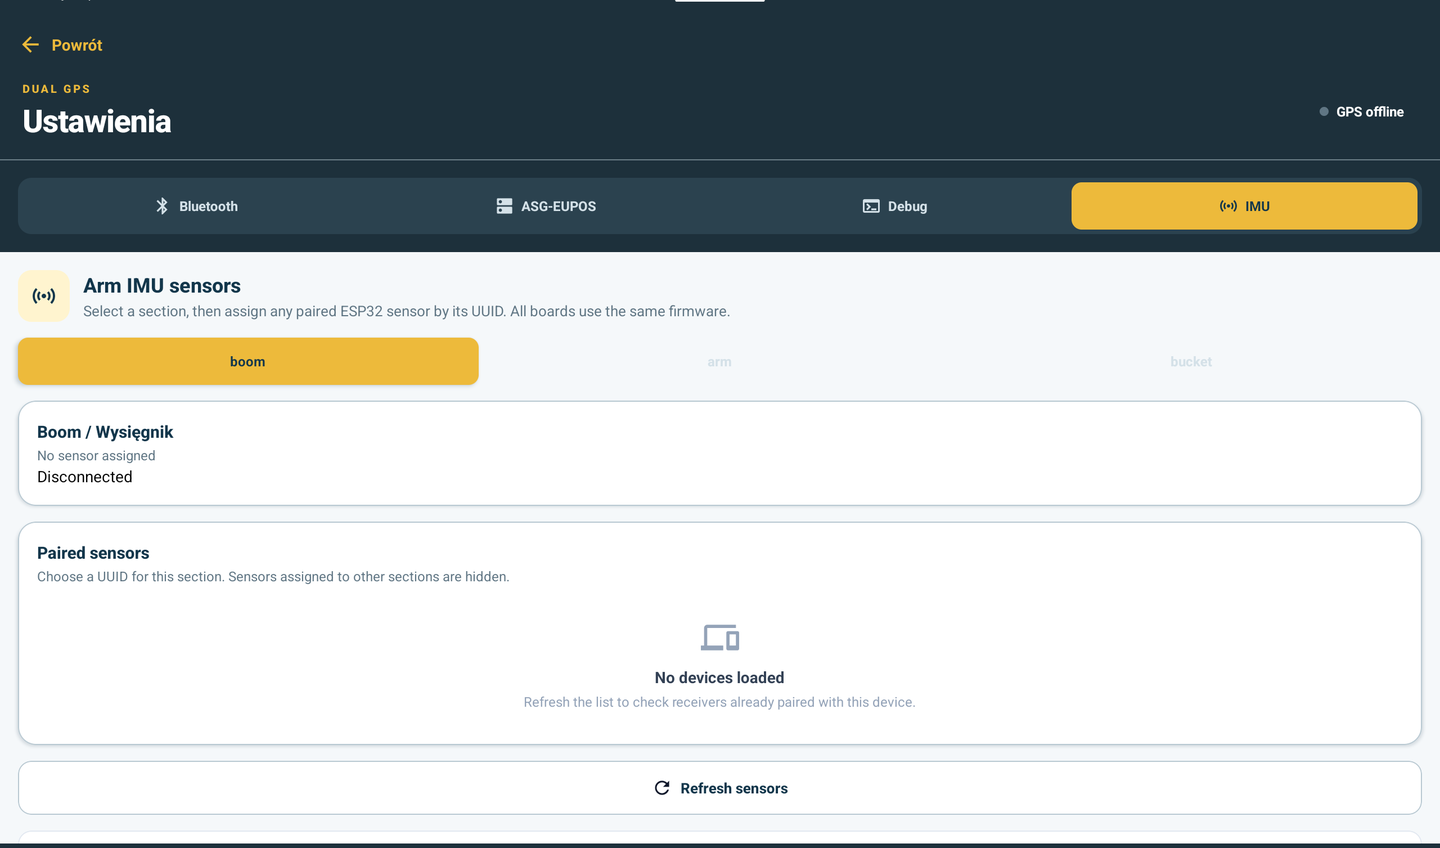 Powrót
DUAL GPS
Ustawienia
GPS offline
Bluetooth
ASG-EUPOS
Debug
IMU
Arm IMU sensors
Select a section, then assign any paired ESP32 sensor by its UUID. All boards use the same firmware.
boom
arm
bucket
Boom / Wysięgnik
No sensor assigned
Disconnected
Paired sensors
Choose a UUID for this section. Sensors assigned to other sections are hidden.
No devices loaded
Refresh the list to check receivers already paired with this device.
Refresh sensors